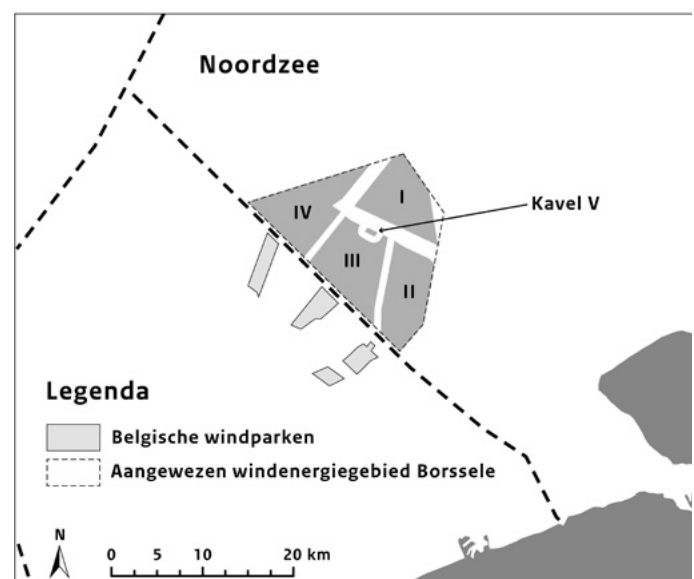 Noordzee
I
Kavel V
IV
III
II
Legenda
Belgische windparken
Aangewezen windenergiegebied Borssele
N
0 5 10 20 km